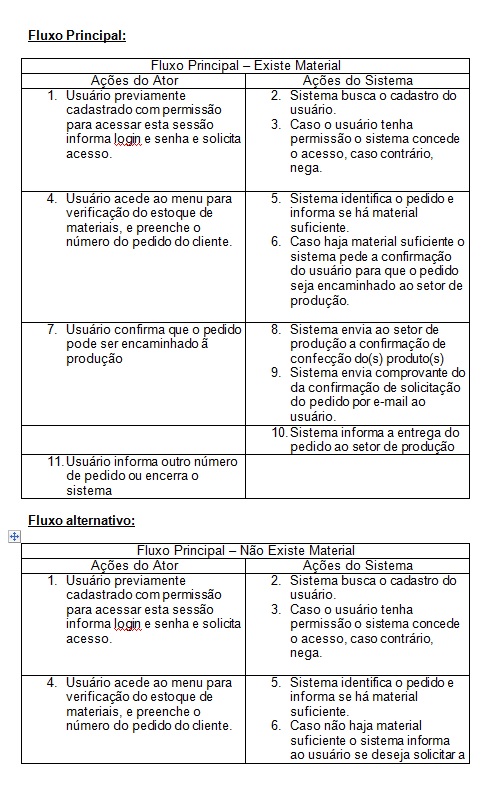 Fluxo Principal:
Fluxo Principal – Existe Material
Ações do Ator
Ações do Sistema
1. Usuário previamente
cadastrado com permissão
para acessar esta sessão
informa login e senha e solicita
acesso.
2. Sistema busca o cadastro do
usuário.
3. Caso o usuário tenha
permissão o sistema concede
o acesso, caso contrário,
nega.
4. Usuário acede ao menu para
verificação do estoque de
materiais, e preenche o
número do pedido do cliente.
5. Sistema identifica o pedido e
informa se há material
suficiente.
6. Caso haja material suficiente o
sistema pede a confirmação
do usuário para que o pedido
seja encaminhado ao setor de
produção.
7. Usuário confirma que o pedido
pode ser encaminhado ã
produção
8. Sistema envia ao setor de
produção a confirmação de
confecção do(s) produto(s)
9. Sistema envia comprovante do
da confirmação de solicitação
do pedido por e-mail ao
usuário.
10. Sistema informa a entrega do
pedido ao setor de produção
11. Usuário informa outro número
de pedido ou encerra o
sistema
Fluxo alternativo:
Fluxo Principal – Não Existe Material
Ações do Ator
Ações do Sistema
1. Usuário previamente
cadastrado com permissão
para acessar esta sessão
informa login e senha e solicita
acesso.
2. Sistema busca o cadastro do
usuário.
3. Caso o usuário tenha
permissão o sistema concede
o acesso, caso contrário,
nega.
4. Usuário acede ao menu para
verificação do estoque de
materiais, e preenche o
número do pedido do cliente.
5. Sistema identifica o pedido e
informa se há material
suficiente.
6. Caso não haja material
suficiente o sistema informa
ao usuário se deseja solicitar a